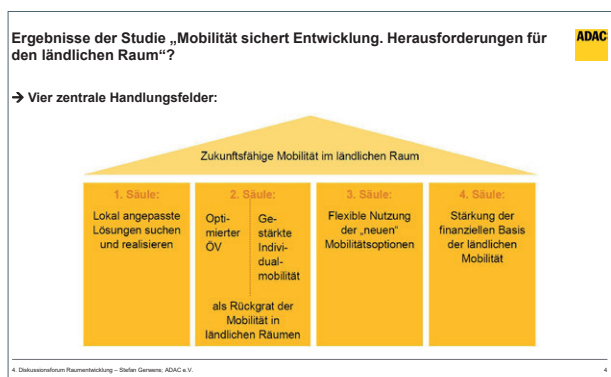 Ergebnisse der Studie „Mobilität sichert Entwicklung. Herausforderungen für
den ländlichen Raum“?
ADAC
→ Vier zentrale Handlungsfelder:
Zukunftsfähige Mobilität im ländlichen Raum
1. Säule:
Lokal angepasste
Lösungen suchen
und realisieren
2. Säule:
Opti-
mierter
ÖV
Ge-
stärkte
Indivi-
dual-
mobilität
als Rückgrat der
Mobilität in
ländlichen Räumen
3. Säule:
Flexible Nutzung
der „neuen“
Mobilitätsoptionen
4. Säule:
Stärkung der
finanziellen Basis
der ländlichen
Mobilität
4. Diskussionsforum Raumentwicklung – Stefan Gerwens; ADAC e.V.
4